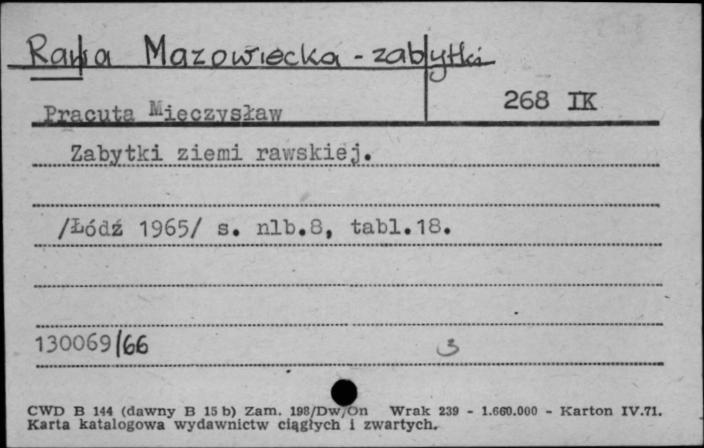 Rawa Mazowiecka - zabytki
268 IK
Pracuta Mieczysław
Zabytki ziemi rawskiej.
/Łódź 1965/ s. nlb.8, tabl.18.
130069/66 3
CWD B 144 (dawny B 15 b) Zam. 198/Dw/On Wrak 239 - 1.660.000 - Karton IV.71.
Karta katalogowa wydawnictw ciągłych i zwartych.